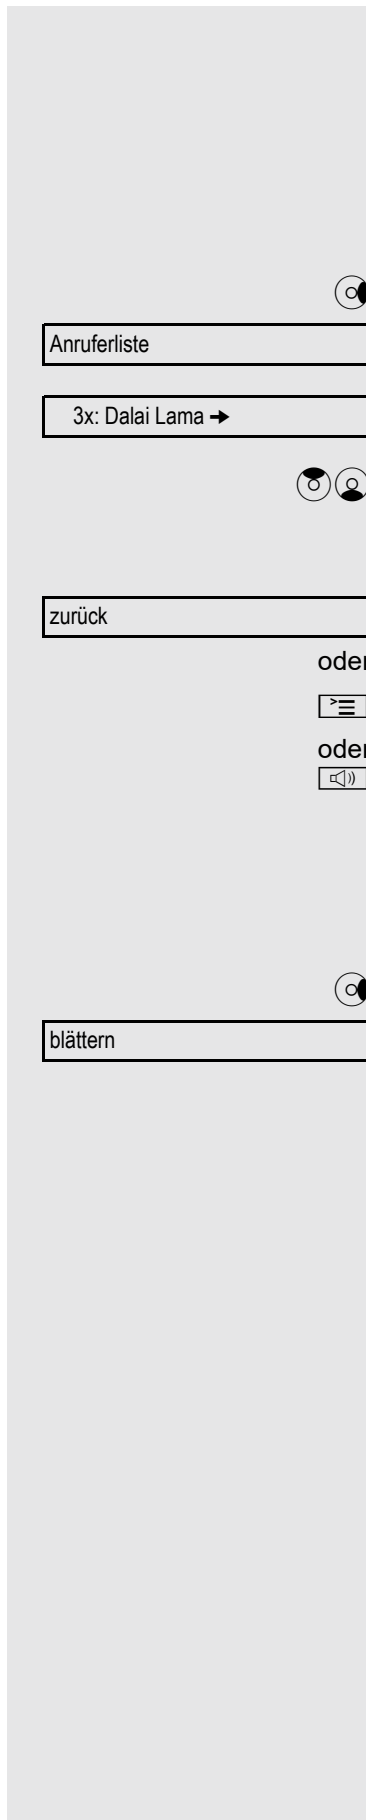 Anruferliste
3x: Dalai Lama ➜
zurück
oder
oder
blättern